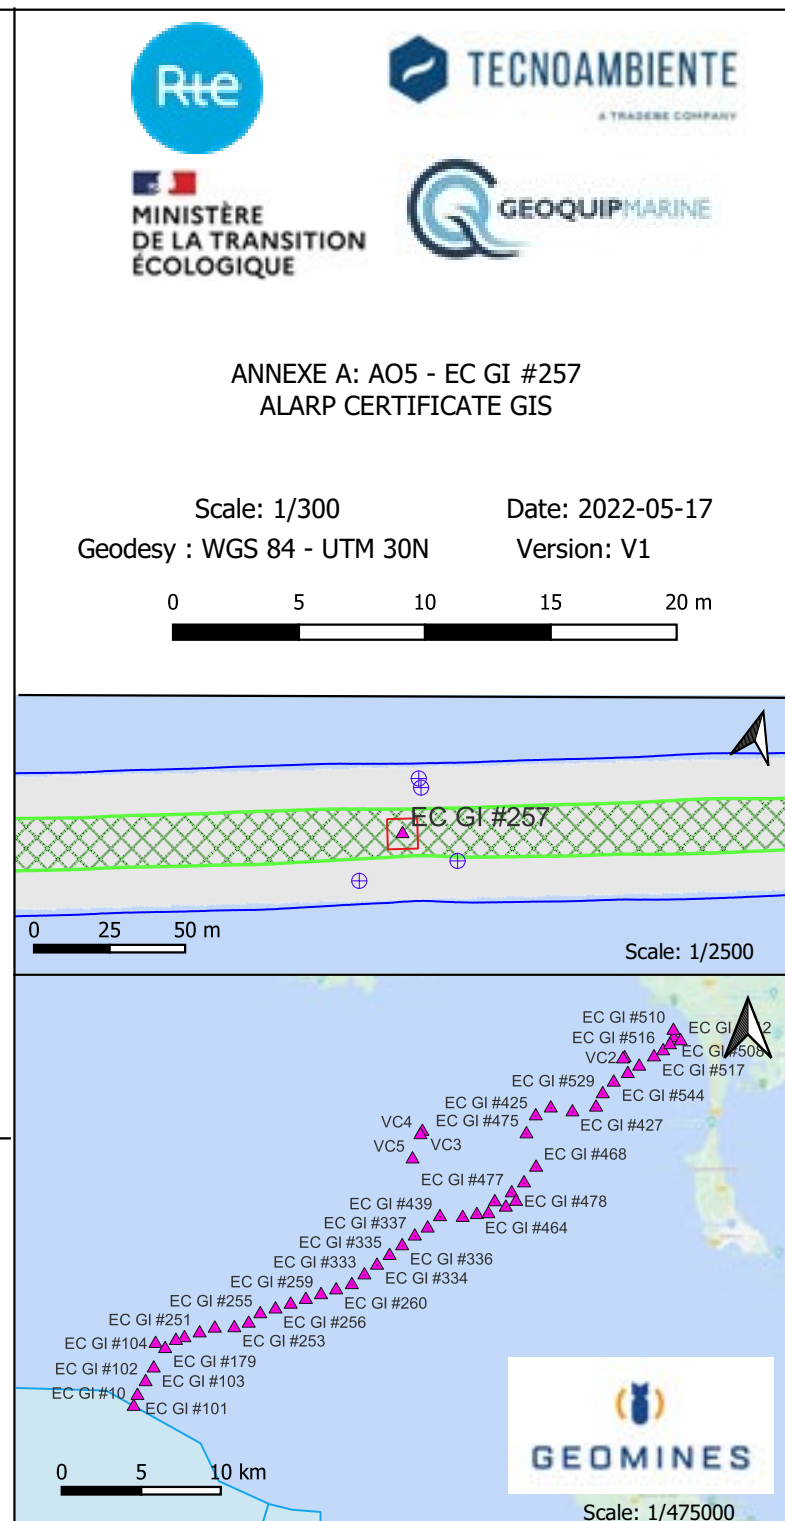 Rte
TECNOAMBIENTE
A TRADEBE COMPANY
MINISTÈRE
DE LA TRANSITION
ÉCOLOGIQUE
GEOQUIPMARINE
ANNEXE A: AO5 - EC GI #257
ALARP CERTIFICATE GIS
Scale: 1/300
Date: 2022-05-17
Geodesy : WGS 84 - UTM 30N
Version: V1
0 5 10 15 20 m
EC GI #257
0 25 50 m
Scale: 1/2500
EC GI #510
EC GI
2
EC GI #516
EC GI #508
VC2
EC GI #517
EC GI #529
EC GI #544
EC GI #425
EC GI #475
EC GI #427
VC4
VC3
VC5
EC GI #468
EC GI #477
EC GI #478
EC GI #439
EC GI #464
EC GI #337
EC GI #335
EC GI #336
EC GI #333
EC GI #334
EC GI #259
EC GI #260
EC GI #255
EC GI #256
EC GI #251
EC GI #253
EC GI #104
EC GI #179
EC GI #102
EC GI #103
EC GI #10
EC GI #101
0 5 10 km
GEOMINES
Scale: 1/475000